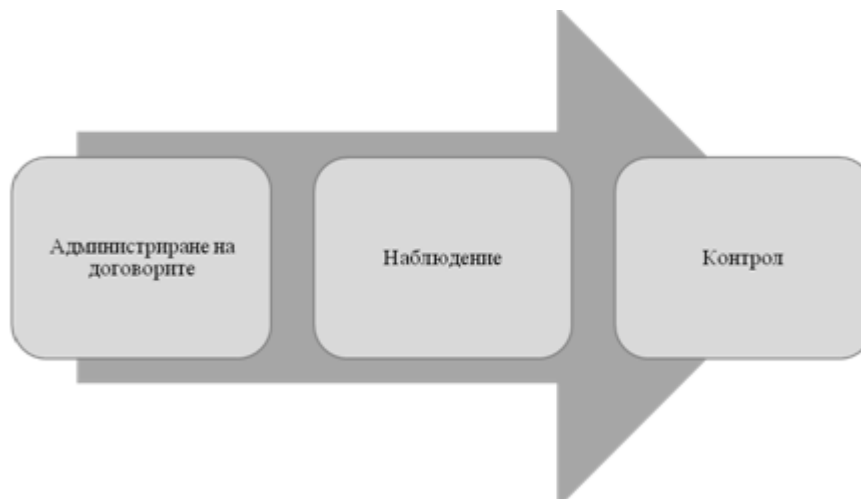 Администриране на
договорите
Наблюдение
Контрол